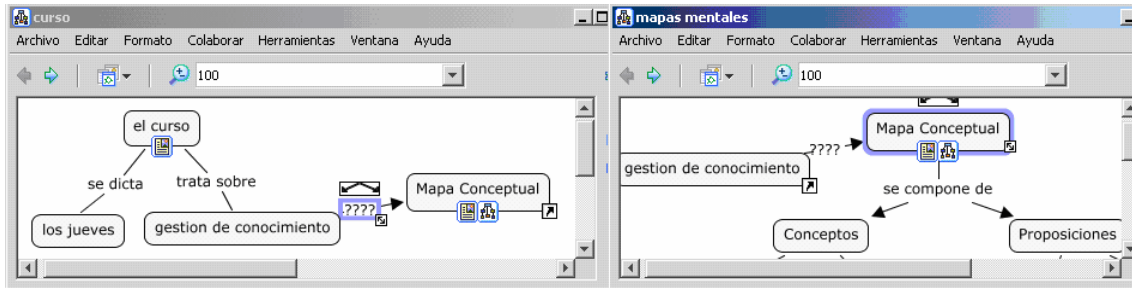 curso
Archivo Editar Formato Colaborar Herramientas Ventana Ayuda
100
el curso
se dicta
trata sobre
los jueves
gestion de conocimiento
????
Mapa Conceptual
mapas mentales
Archivo Editar Formato Colaborar Herramientas Ventana Ayuda
100
Mapa Conceptual
????
gestion de conocimiento
se compone de
Conceptos
Proposiciones